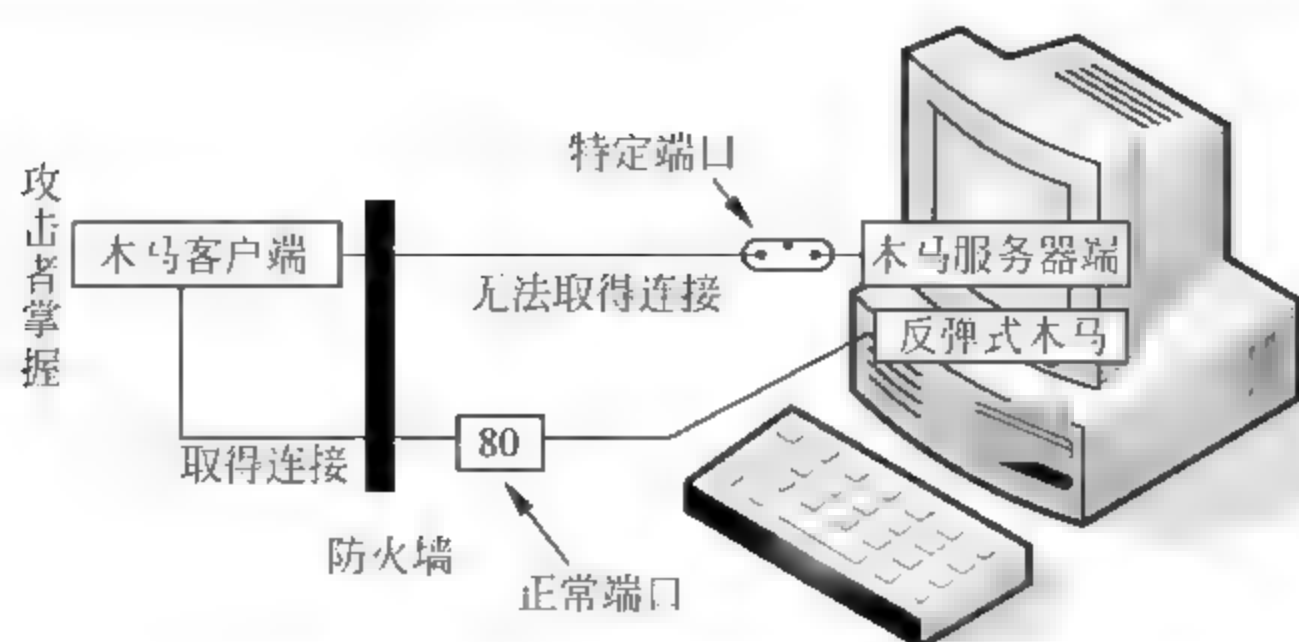 特定端口
攻击者掌握
木马客户端
木马服务器端
无法取得连接
反弹式木马
80
取得连接
防火墙
正常端口